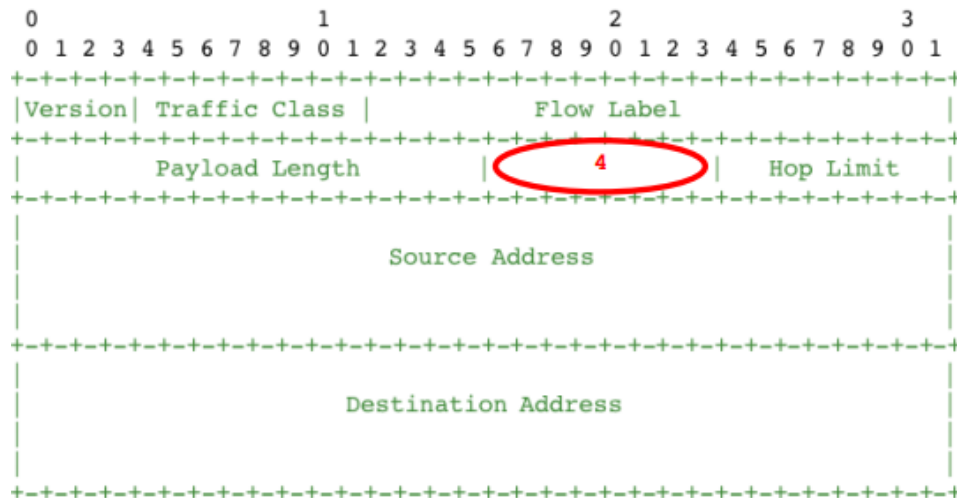 0 1 2 3
0 1 2 3 4 5 6 7 8 9 0 1 2 3 4 5 6 7 8 9 0 1 2 3 4 5 6 7 8 9 0 1
+-+-+-+-+-+-+-+-+-+-+-+-+-+-+-+-+-+-+-+-+-+-+-+-+-+-+-+-+-+-+-+-+
|Version| Traffic Class | Flow Label |
+-+-+-+-+-+-+-+-+-+-+-+-+-+-+-+-+-+-+-+-+-+-+-+-+-+-+-+-+-+-+-+-+
| Payload Length | 4 | Hop Limit |
+-+-+-+-+-+-+-+-+-+-+-+-+-+-+-+-+-+-+-+-+-+-+-+-+-+-+-+-+-+-+-+-+
| |
| Source Address |
| |
| |
+-+-+-+-+-+-+-+-+-+-+-+-+-+-+-+-+-+-+-+-+-+-+-+-+-+-+-+-+-+-+-+-+
| |
| Destination Address |
| |
| |
+-+-+-+-+-+-+-+-+-+-+-+-+-+-+-+-+-+-+-+-+-+-+-+-+-+-+-+-+-+-+-+-+